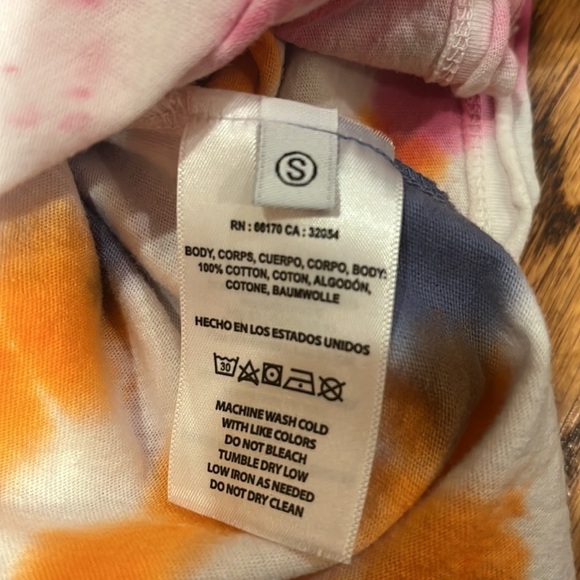 S
RN : 66170 CA : 32054
BODY, CORPS, CUERPO, CORPO, BODY:
100% COTTON, COTON, ALGODÓN,
COTONE, BAUMWOLLE
HECHO EN LOS ESTADOS UNIDOS
30
MACHINE WASH COLD
WITH LIKE COLORS
DO NOT BLEACH
TUMBLE DRY LOW
LOW IRON AS NEEDED
DO NOT DRY CLEAN